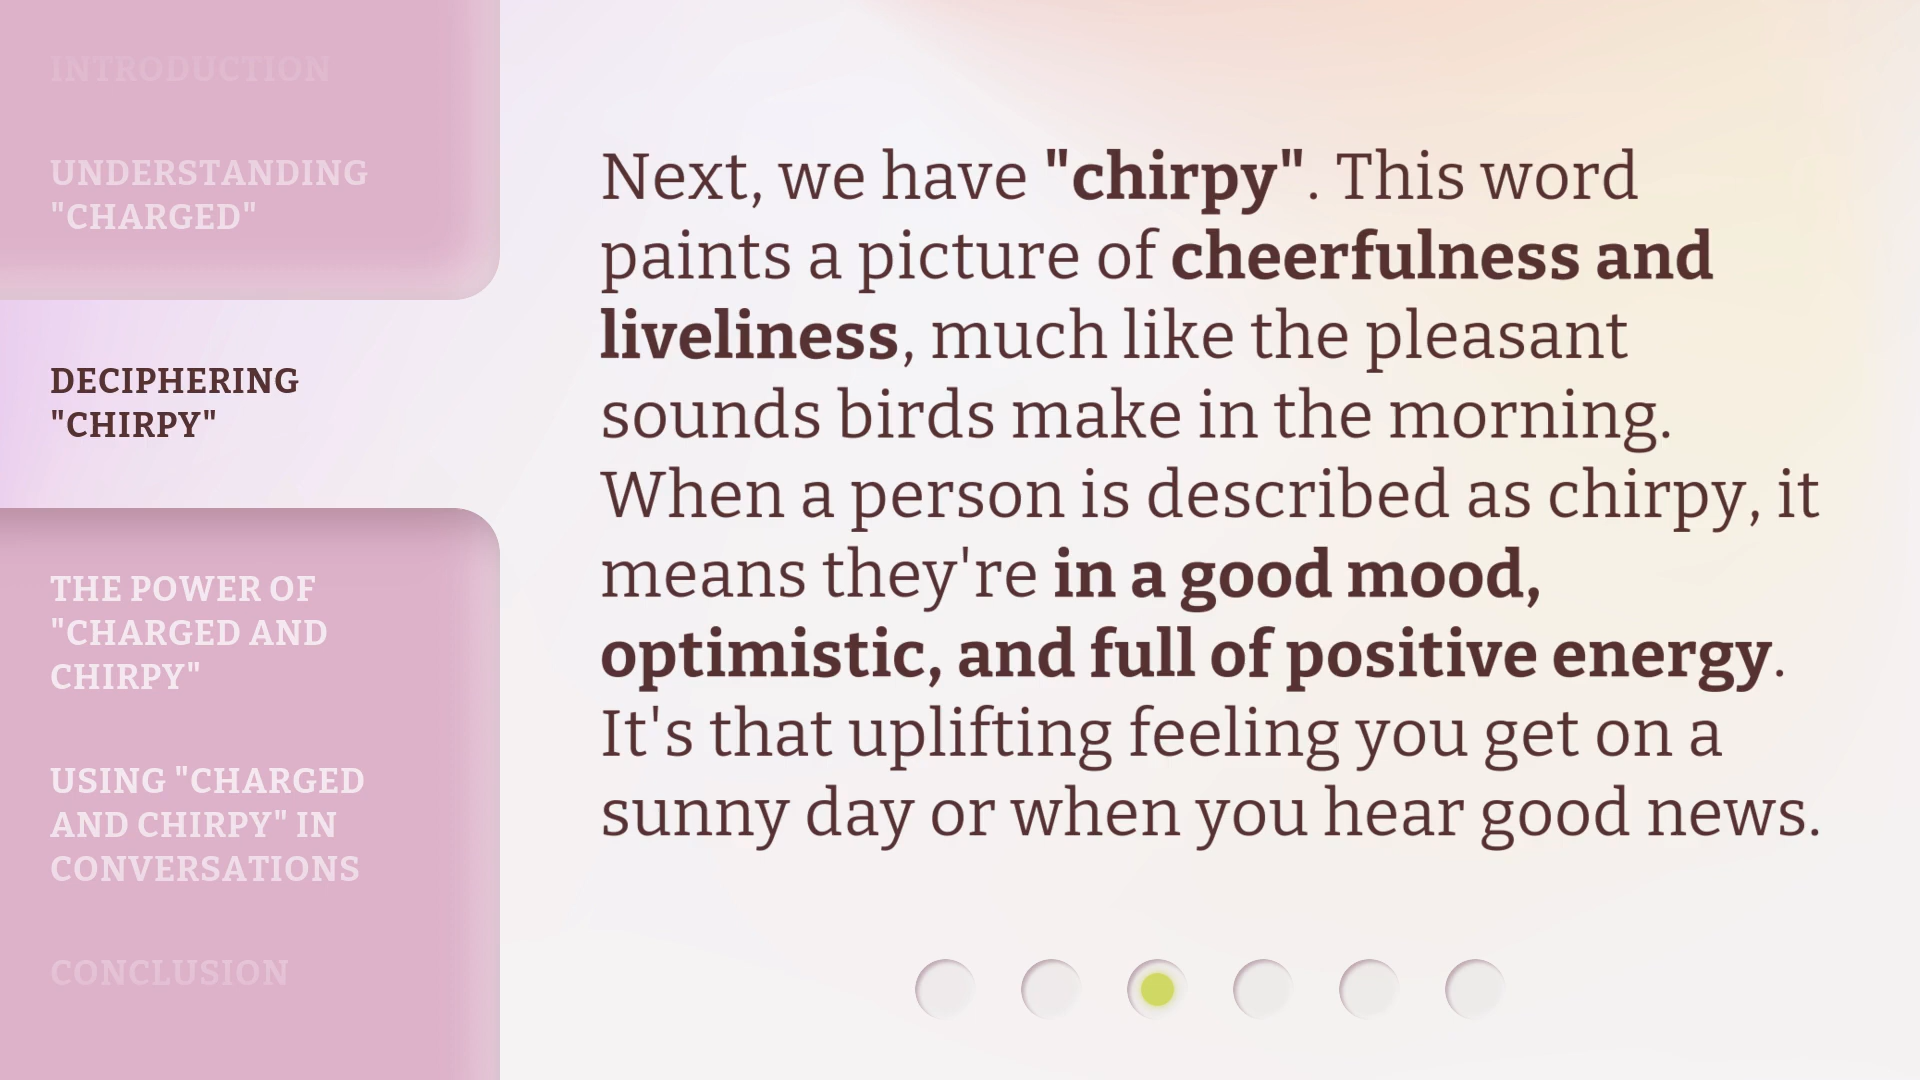 INTRODUCTION
UNDERSTANDING
"CHARGED"
DECIPHERING
"CHIRPY"
THE POWER OF
"CHARGED AND
CHIRPY"
USING "CHARGED
AND CHIRPY" IN
CONVERSATIONS
CONCLUSION
Next, we have "chirpy". This word
paints a picture of cheerfulness and
liveliness, much like the pleasant
sounds birds make in the morning.
When a person is described as chirpy, it
means they're in a good mood,
optimistic, and full of positive energy.
It's that uplifting feeling you get on a
sunny day or when you hear good news.